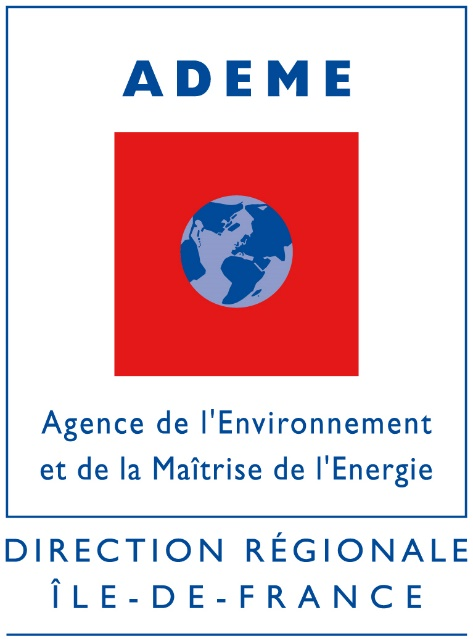 ADEME
Agence de l'Environnement
et de la Maîtrise de l'Energie
DIRECTION RÉGIONALE
ÎLE-DE-FRANCE